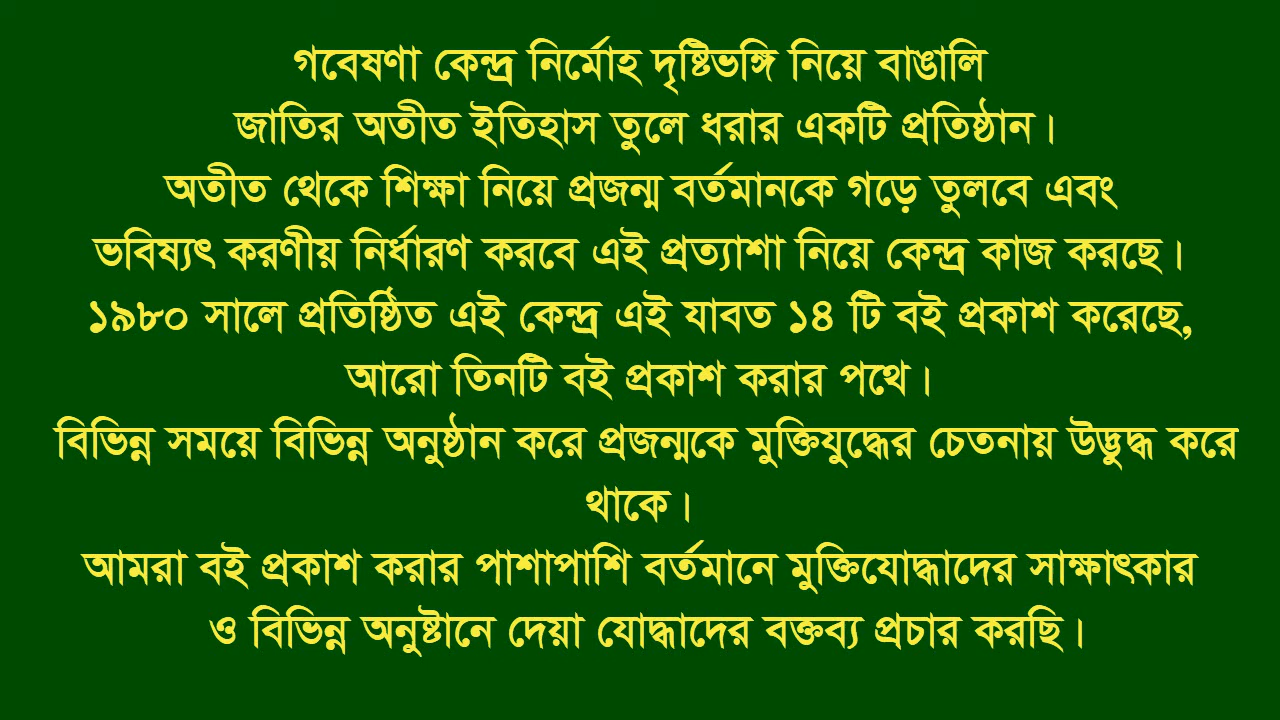 গবেষণা কেন্দ্র নির্মোহ দৃষ্টিভঙ্গি নিয়ে বাঙালি
জাতির অতীত ইতিহাস তুলে ধরার একটি প্রতিষ্ঠান।
অতীত থেকে শিক্ষা নিয়ে প্রজন্ম বর্তমানকে গড়ে তুলবে এবং
ভবিষ্যৎ করণীয় নির্ধারণ করবে এই প্রত্যাশা নিয়ে কেন্দ্র কাজ করছে।
১৯৮০ সালে প্রতিষ্ঠিত এই কেন্দ্র এই যাবত ১৪ টি বই প্রকাশ করেছে,
আরো তিনটি বই প্রকাশ করার পথে।
বিভিন্ন সময়ে বিভিন্ন অনুষ্ঠান করে প্রজন্মকে মুক্তিযুদ্ধের চেতনায় উদ্ভুদ্ধ করে
থাকে।
আমরা বই প্রকাশ করার পাশাপাশি বর্তমানে মুক্তিযোদ্ধাদের সাক্ষাৎকার
ও বিভিন্ন অনুষ্টানে দেয়া যোদ্ধাদের বক্তব্য প্রচার করছি।